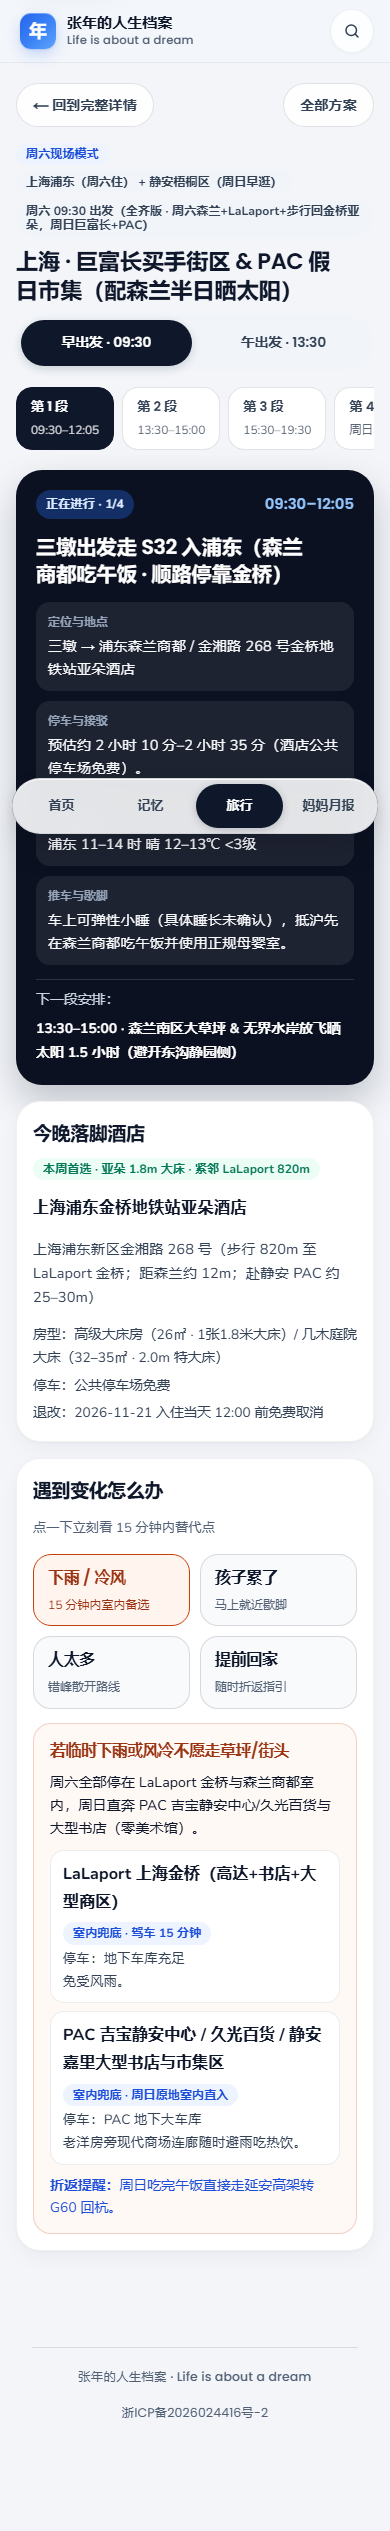 年
张年的人生档案
Life is about a dream
← 回到完整详情
全部方案
周六现场模式
上海浦东（周六住） + 静安梧桐区（周日早逛）
周六 09:30 出发（全齐版 · 周六森兰+LaLaport+步行回金桥亚
朵，周日巨富长+PAC）
上海 · 巨富长买手街区 & PAC 假
日市集（配森兰半日晒太阳）
早出发 · 09:30
午出发 · 13:30
第 1 段
09:30–12:05
第 2 段
13:30–15:00
第 3 段
15:30–19:30
第 4
周日
正在进行 · 1/4
09:30–12:05
三墩出发走 S32 入浦东（森兰
商都吃午饭 · 顺路停靠金桥）
定位与地点
三墩 → 浦东森兰商都 / 金湘路 268 号金桥地
铁站亚朵酒店
停车与接驳
预估约 2 小时 10 分–2 小时 35 分（酒店公共
停车场免费）。
首页
记忆
旅行
妈妈月报
浦东 11–14 时 晴 12–13℃ <3级
推车与歇脚
车上可弹性小睡（具体睡长未确认），抵沪先
在森兰商都吃午饭并使用正规母婴室。
下一段安排：
13:30–15:00 · 森兰南区大草坪 & 无界水岸放飞晒
太阳 1.5 小时（避开东沟静园侧）
今晚落脚酒店
本周首选 · 亚朵 1.8m 大床 · 紧邻 LaLaport 820m
上海浦东金桥地铁站亚朵酒店
上海浦东新区金湘路 268 号（步行 820m 至
LaLaport 金桥；距森兰约 12m；赴静安 PAC 约
25–30m）
房型：高级大床房（26㎡ · 1张1.8米大床）/ 几木庭院
大床（32–35㎡ · 2.0m 特大床）
停车：公共停车场免费
退改：2026-11-21 入住当天 12:00 前免费取消
遇到变化怎么办
点一下立刻看 15 分钟内替代点
下雨 / 冷风
15 分钟内室内备选
孩子累了
马上就近歇脚
人太多
错峰散开路线
提前回家
随时折返指引
若临时下雨或风冷不愿走草坪/街头
周六全部停在 LaLaport 金桥与森兰商都室
内，周日直奔 PAC 吉宝静安中心/久光百货与
大型书店（零美术馆）。
LaLaport 上海金桥（高达+书店+大
型商区）
室内兜底 · 驾车 15 分钟
停车：地下车库充足
免受风雨。
PAC 吉宝静安中心 / 久光百货 / 静安
嘉里大型书店与市集区
室内兜底 · 周日原地室内直入
停车：PAC 地下大车库
老洋房旁现代商场连廊随时避雨吃热饮。
折返提醒：周日吃完午饭直接走延安高架转
G60 回杭。
张年的人生档案 · Life is about a dream
浙ICP备2026024416号-2